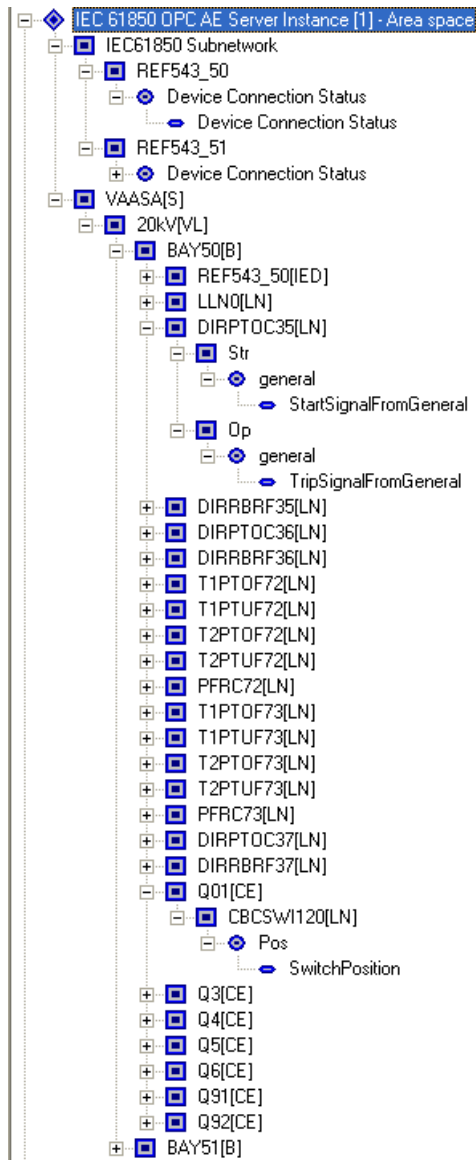 IEC 61850 OPC AE Server Instance [1] - Area space
IEC61850 Subnetwork
REF543_50
Device Connection Status
Device Connection Status
REF543_51
Device Connection Status
VAASA[S]
20kV[VL]
BAY50[B]
REF543_50[IED]
LLN0[LN]
DIRPTOC35[LN]
Str
general
StartSignalFromGeneral
Op
general
TripSignalFromGeneral
DIRRBRF35[LN]
DIRPTOC36[LN]
DIRRBRF36[LN]
T1PTOF72[LN]
T1PTUF72[LN]
T2PTOF72[LN]
T2PTUF72[LN]
PFRC72[LN]
T1PTOF73[LN]
T1PTUF73[LN]
T2PTOF73[LN]
T2PTUF73[LN]
PFRC73[LN]
DIRPTOC37[LN]
DIRRBRF37[LN]
Q01[CE]
CBCSWI120[LN]
Pos
SwitchPosition
Q3[CE]
Q4[CE]
Q5[CE]
Q6[CE]
Q91[CE]
Q92[CE]
BAY51[B]